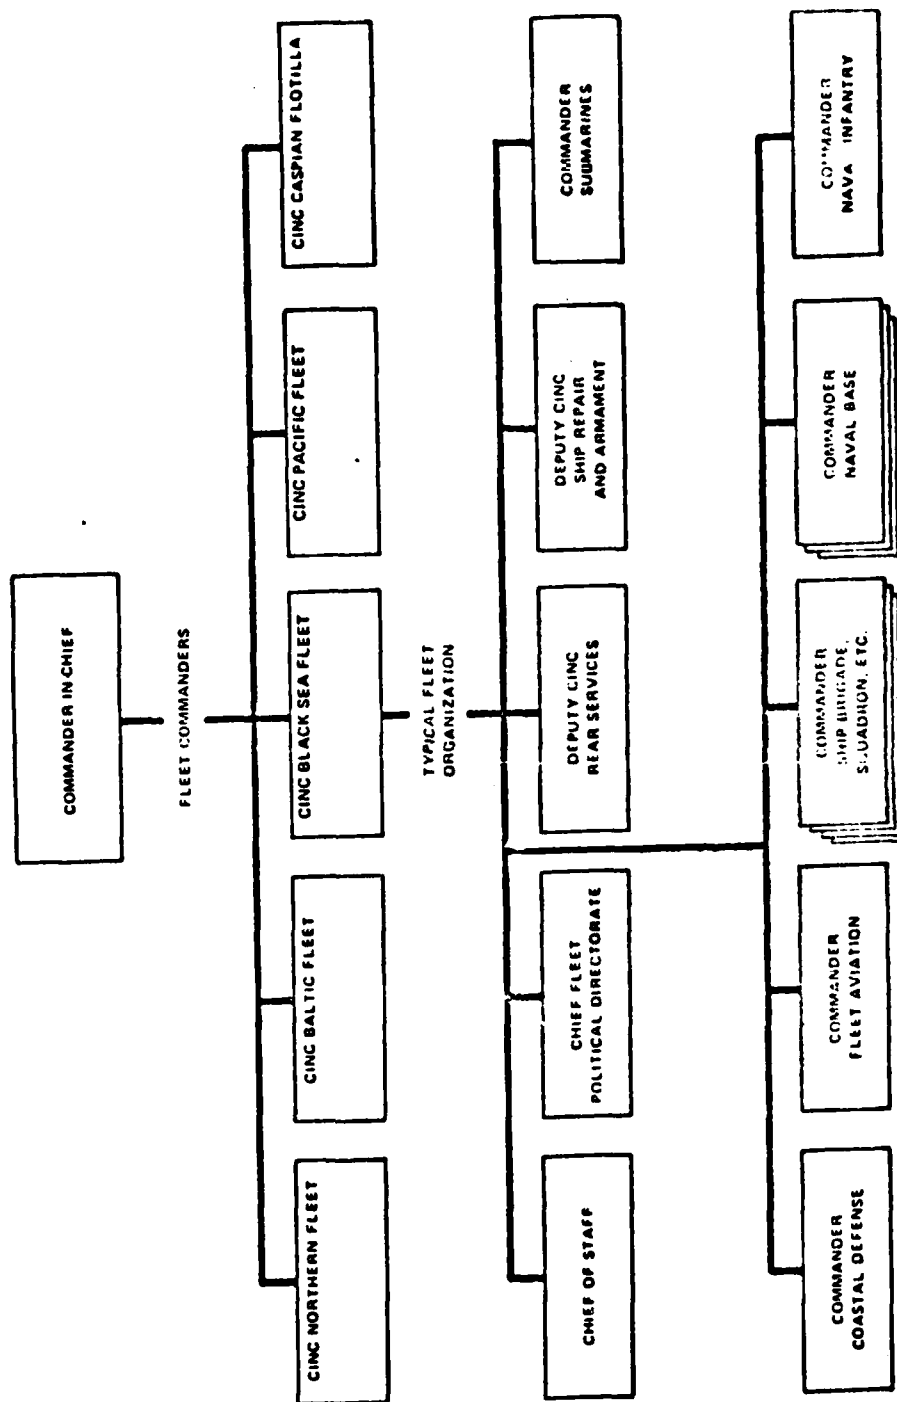 COMMANDER IN CHIEF
FLEET COMMANDERS
CINC NORTHERN FLEET
CINC BALTIC FLEET
CINC BLACK SEA FLEET
CINC PACIFIC FLEET
CINC CASPIAN FLOTILLA
TYPICAL FLEET
ORGANIZATION
CHIEF OF STAFF
CHIEF FLEET
POLITICAL DIRECTORATE
DEPUTY CINC
REAR SERVICES
DEPUTY CINC
SHIP REPAIR
AND ARMAMENT
COMMANDER
SUBMARINES
COMMANDER
COASTAL DEFENSE
COMMANDER
FLEET AVIATION
COMMANDER
SHIP BRIGADE,
SQUADRON, ETC.
COMMANDER
NAVAL BASE
COMMANDER
NAVA INFANTRY